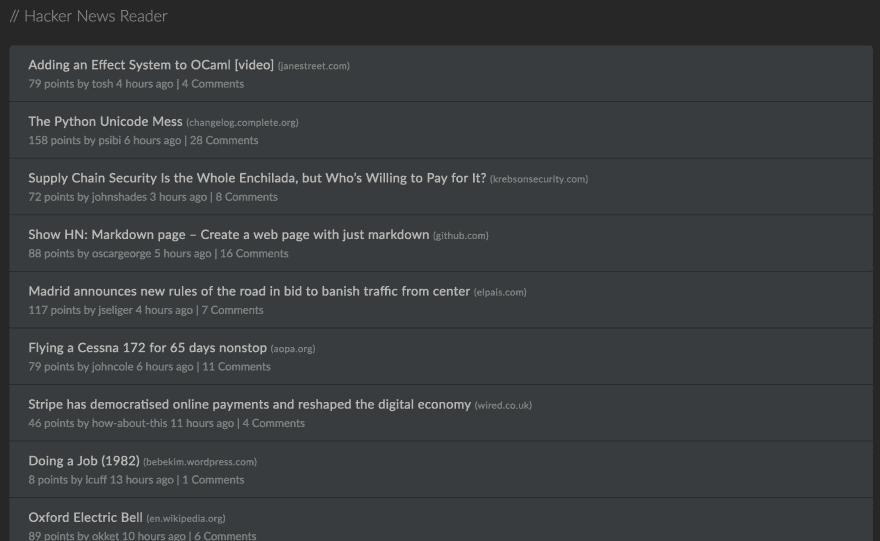 // Hacker News Reader
Adding an Effect System to OCaml [video] (janestreet.com)
79 points by tosh 4 hours ago | 4 Comments
The Python Unicode Mess (changelog.complete.org)
158 points by psibi 6 hours ago | 28 Comments
Supply Chain Security Is the Whole Enchilada, but Who’s Willing to Pay for It? (krebsonsecurity.com)
72 points by johnshades 3 hours ago | 8 Comments
Show HN: Markdown page – Create a web page with just markdown (github.com)
88 points by oscargeorge 5 hours ago | 16 Comments
Madrid announces new rules of the road in bid to banish traffic from center (elpais.com)
117 points by jseliger 4 hours ago | 7 Comments
Flying a Cessna 172 for 65 days nonstop (aopa.org)
79 points by johncole 6 hours ago | 11 Comments
Stripe has democratised online payments and reshaped the digital economy (wired.co.uk)
46 points by how-about-this 11 hours ago | 4 Comments
Doing a Job (1982) (bebekim.wordpress.com)
8 points by lcuff 13 hours ago | 1 Comments
Oxford Electric Bell (en.wikipedia.org)
89 points by okket 10 hours ago | 6 Comments